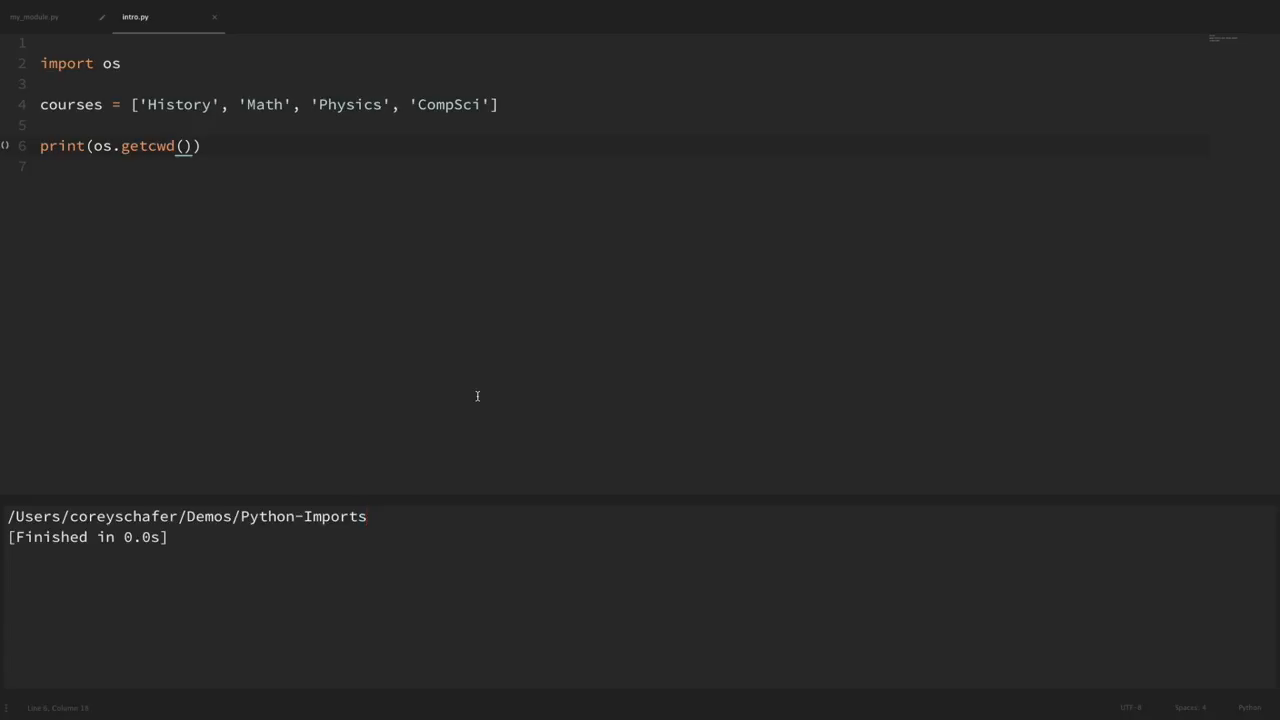 my_module.py intro.py ×
1
2 import os
3
4 courses = ['History', 'Math', 'Physics', 'CompSci']
5
() 6 print(os.getcwd())
7
/Users/coreyschafer/Demos/Python-Imports
[Finished in 0.0s]
Line 6, Column 18 UTF-8 Spaces: 4 Python